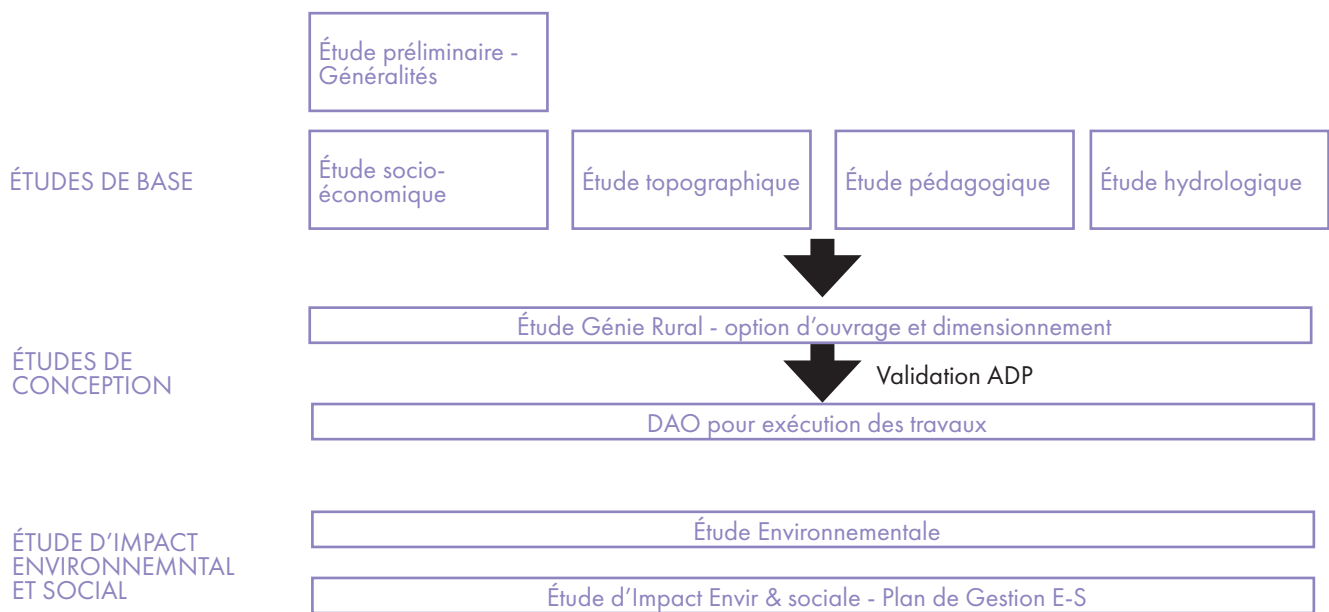 Étude préliminaire -
Généralités
ÉTUDES DE BASE
Étude socio-
économique
Étude topographique
Étude pédagogique
Étude hydrologique
Étude Génie Rural - option d’ouvrage et dimensionnement
ÉTUDES DE
CONCEPTION
Validation ADP
DAO pour exécution des travaux
ÉTUDE D’IMPACT
ENVIRONNEMNTAL
ET SOCIAL
Étude Environnementale
Étude d’Impact Envir & sociale - Plan de Gestion E-S